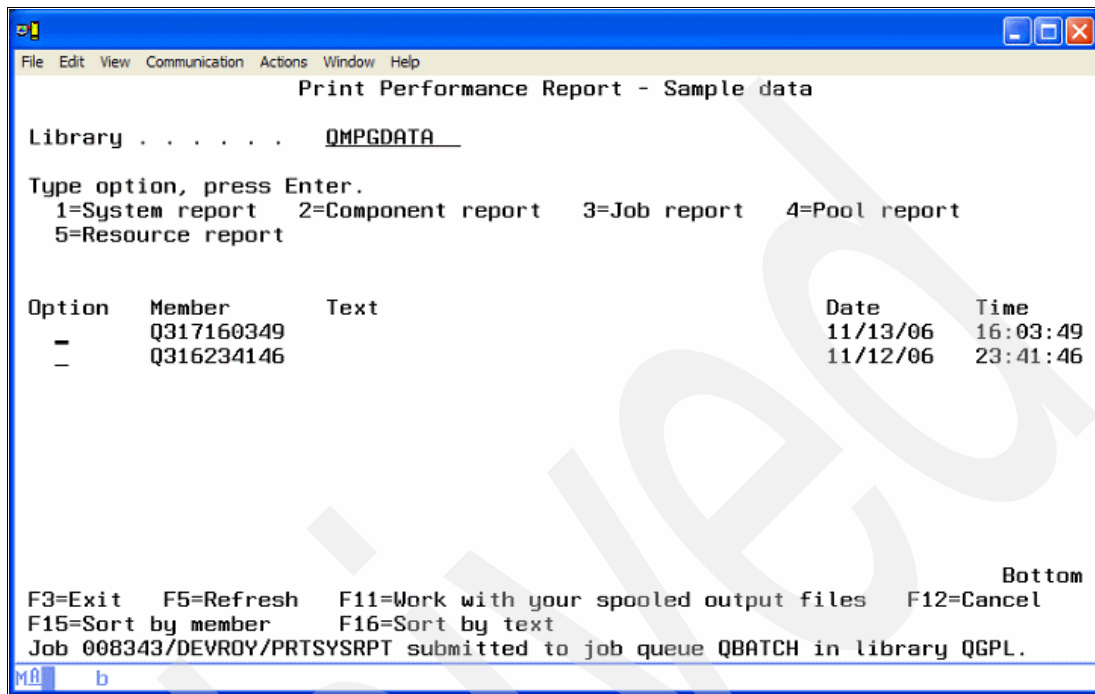 File Edit View Communication Actions Window Help
Print Performance Report - Sample data
Library . . . . . . QMPGDATA
Type option, press Enter.
1=System report 2=Component report 3=Job report 4=Pool report
5=Resource report
Option Member Text Date Time
_ Q317160349 11/13/06 16:03:49
_ Q316234146 11/12/06 23:41:46
Bottom
F3=Exit F5=Refresh F11=Work with your spooled output files F12=Cancel
F15=Sort by member F16=Sort by text
Job 008343/DEVROY/PRTSYSRPT submitted to job queue QBATCH in library QGPL.
MA b